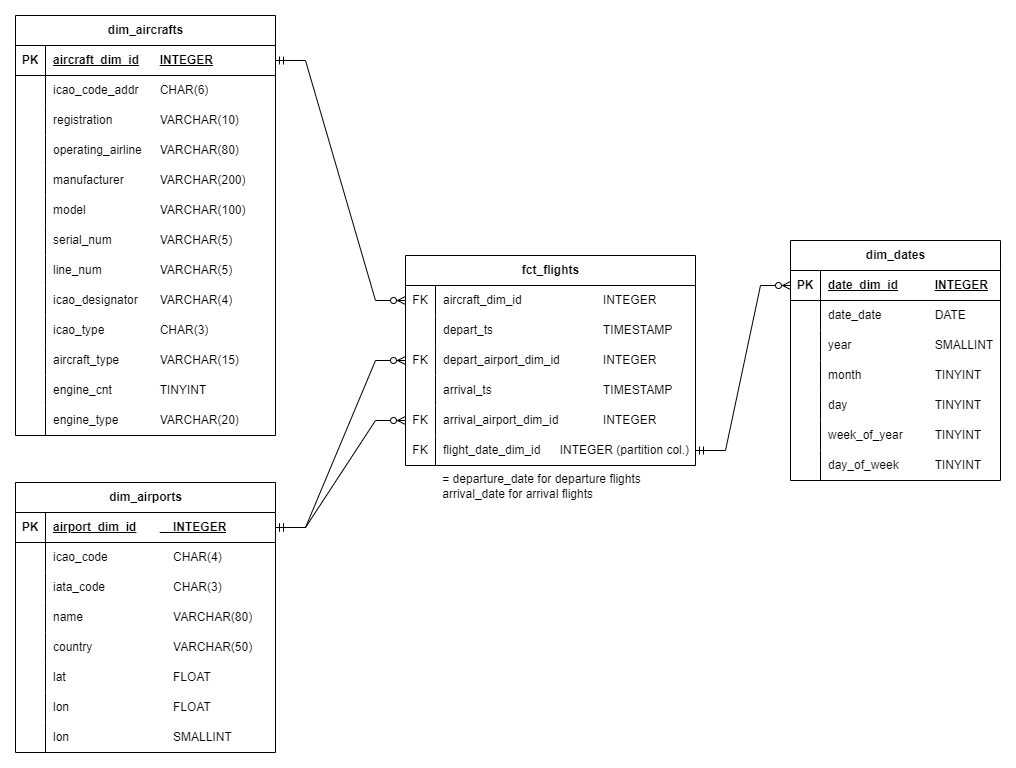 dim_aircrafts
PK aircraft_dim_id INTEGER
icao_code_addr CHAR(6)
registration VARCHAR(10)
operating_airline VARCHAR(80)
manufacturer VARCHAR(200)
model VARCHAR(100)
serial_num VARCHAR(5)
line_num VARCHAR(5)
icao_designator VARCHAR(4)
icao_type CHAR(3)
aircraft_type VARCHAR(15)
engine_cnt TINYINT
engine_type VARCHAR(20)
dim_airports
PK airport_dim_id INTEGER
icao_code CHAR(4)
iata_code CHAR(3)
name VARCHAR(80)
country VARCHAR(50)
lat FLOAT
lon FLOAT
lon SMALLINT
fct_flights
FK aircraft_dim_id INTEGER
depart_ts TIMESTAMP
FK depart_airport_dim_id INTEGER
arrival_ts TIMESTAMP
FK arrival_airport_dim_id INTEGER
FK flight_date_dim_id INTEGER (partition col.)
= departure_date for departure flights
arrival_date for arrival flights
dim_dates
PK date_dim_id INTEGER
date_date DATE
year SMALLINT
month TINYINT
day TINYINT
week_of_year TINYINT
day_of_week TINYINT